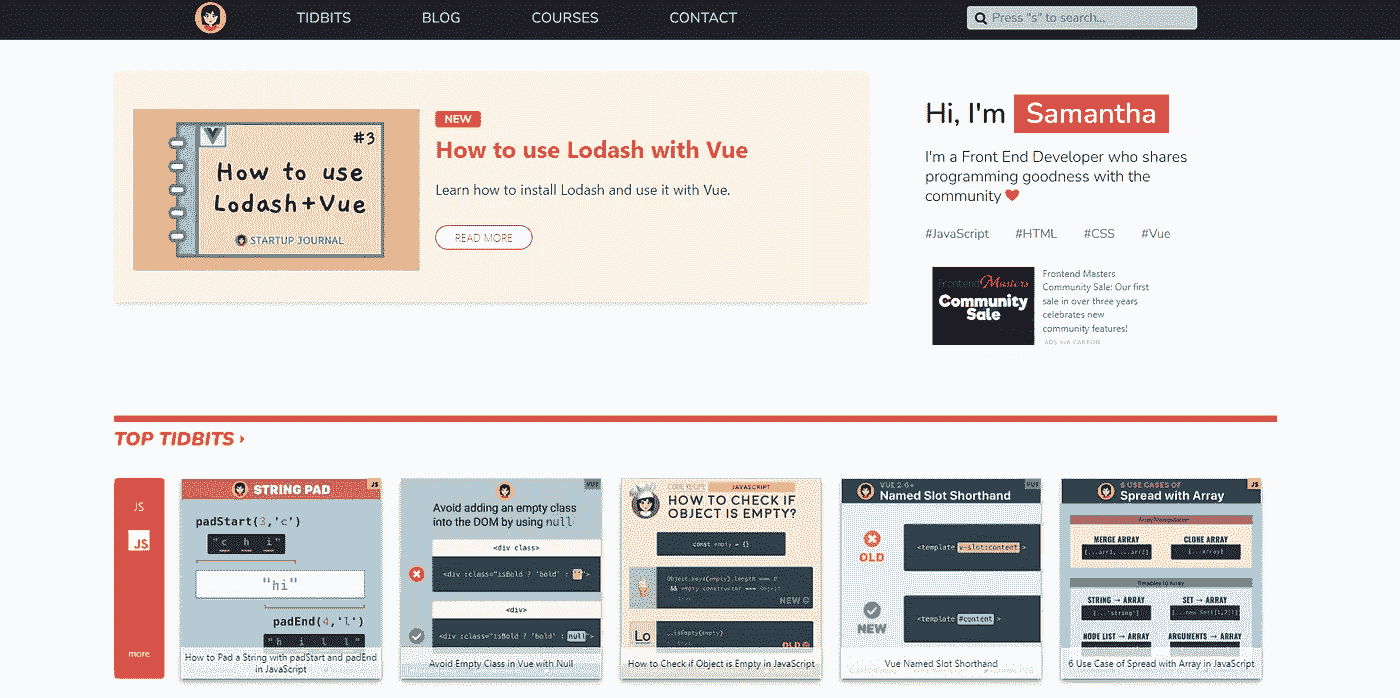 TIDBITS BLOG COURSES CONTACT
Press "s" to search...
#3
How to use
Lodash+Vue
STARTUP JOURNAL
NEW
How to use Lodash with Vue
Learn how to install Lodash and use it with Vue.
READ MORE
Hi, I'm Samantha
I'm a Front End Developer who shares
programming goodness with the
community
#JavaScript #HTML #CSS #Vue
Frontend Masters
Community
Sale
Frontend Masters
Community Sale: Our first
sale in over three years
celebrates new
community features!
ADS VIA CARBON
TOP TIDBITS
JS
JS
more
STRING PAD
JS
padStart(3,'c')
"c h i"
"hi"
padEnd(4,'l')
"h i l l"
How to Pad a String with padStart and padEnd
in JavaScript
VUE
Avoid adding an empty class
into the DOM by using null
<div class>
<div :class="isBold ? 'bold' :
<div>
<div :class="isBold ? 'bold' : null">
Avoid Empty Class in Vue with Null
CODE RECIPE JAVASCRIPT
HOW TO CHECK IF
OBJECT IS EMPTY?
const empty = {}
Object.keys(empty).length === 0
&& empty.constructor === Object
NEW
Lo
_.isEmpty(empty)
OLD
How to Check if Object is Empty in JavaScript
VUE 2.6+
VUE
Named Slot Shorthand
OLD
<template v-slot:content>
NEW
<template #content>
Vue Named Slot Shorthand
6 USE CASES OF
JS
Spread with Array
Array Manipulation
MERGE ARRAY CLONE ARRAY
[...arr1, ...arr2] [...array]
STRING → ARRAY SET → ARRAY
[...'string'] [...new Set([1,2])]
NODE LIST → ARRAY ARGUMENTS → ARRAY
6 Use Case of Spread with Array in JavaScript